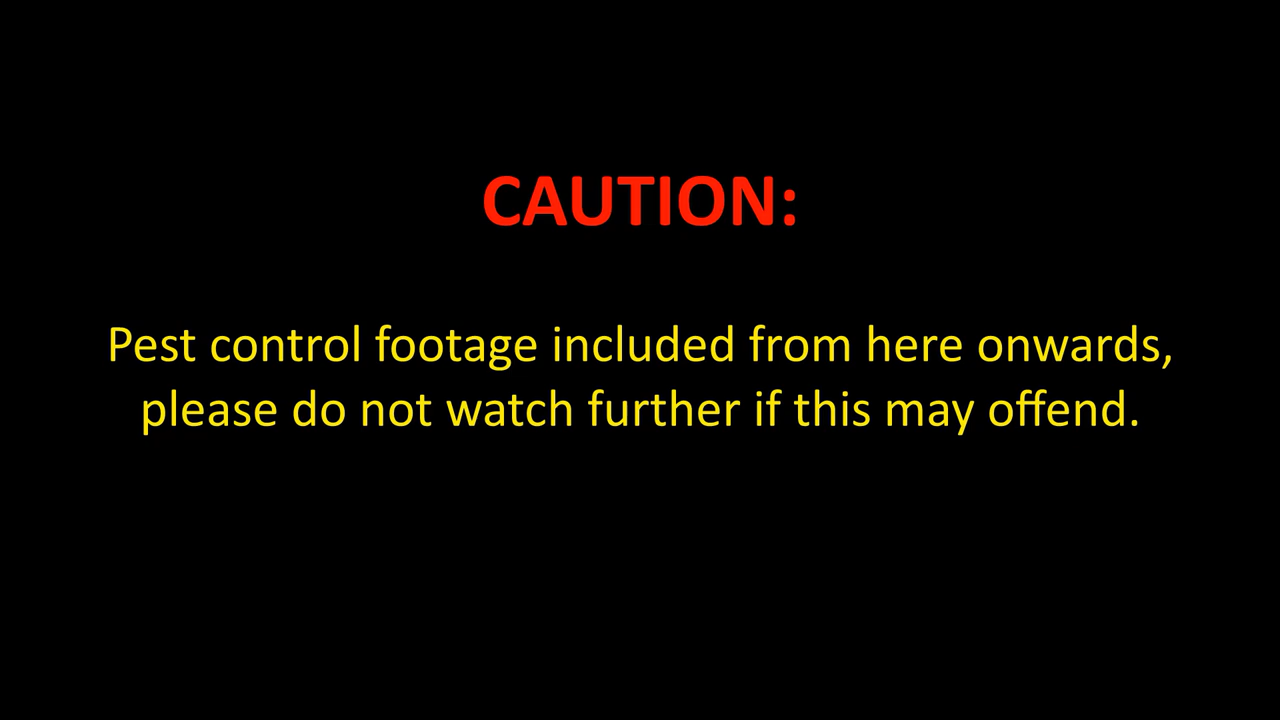 CAUTION:
Pest control footage included from here onwards,
please do not watch further if this may offend.